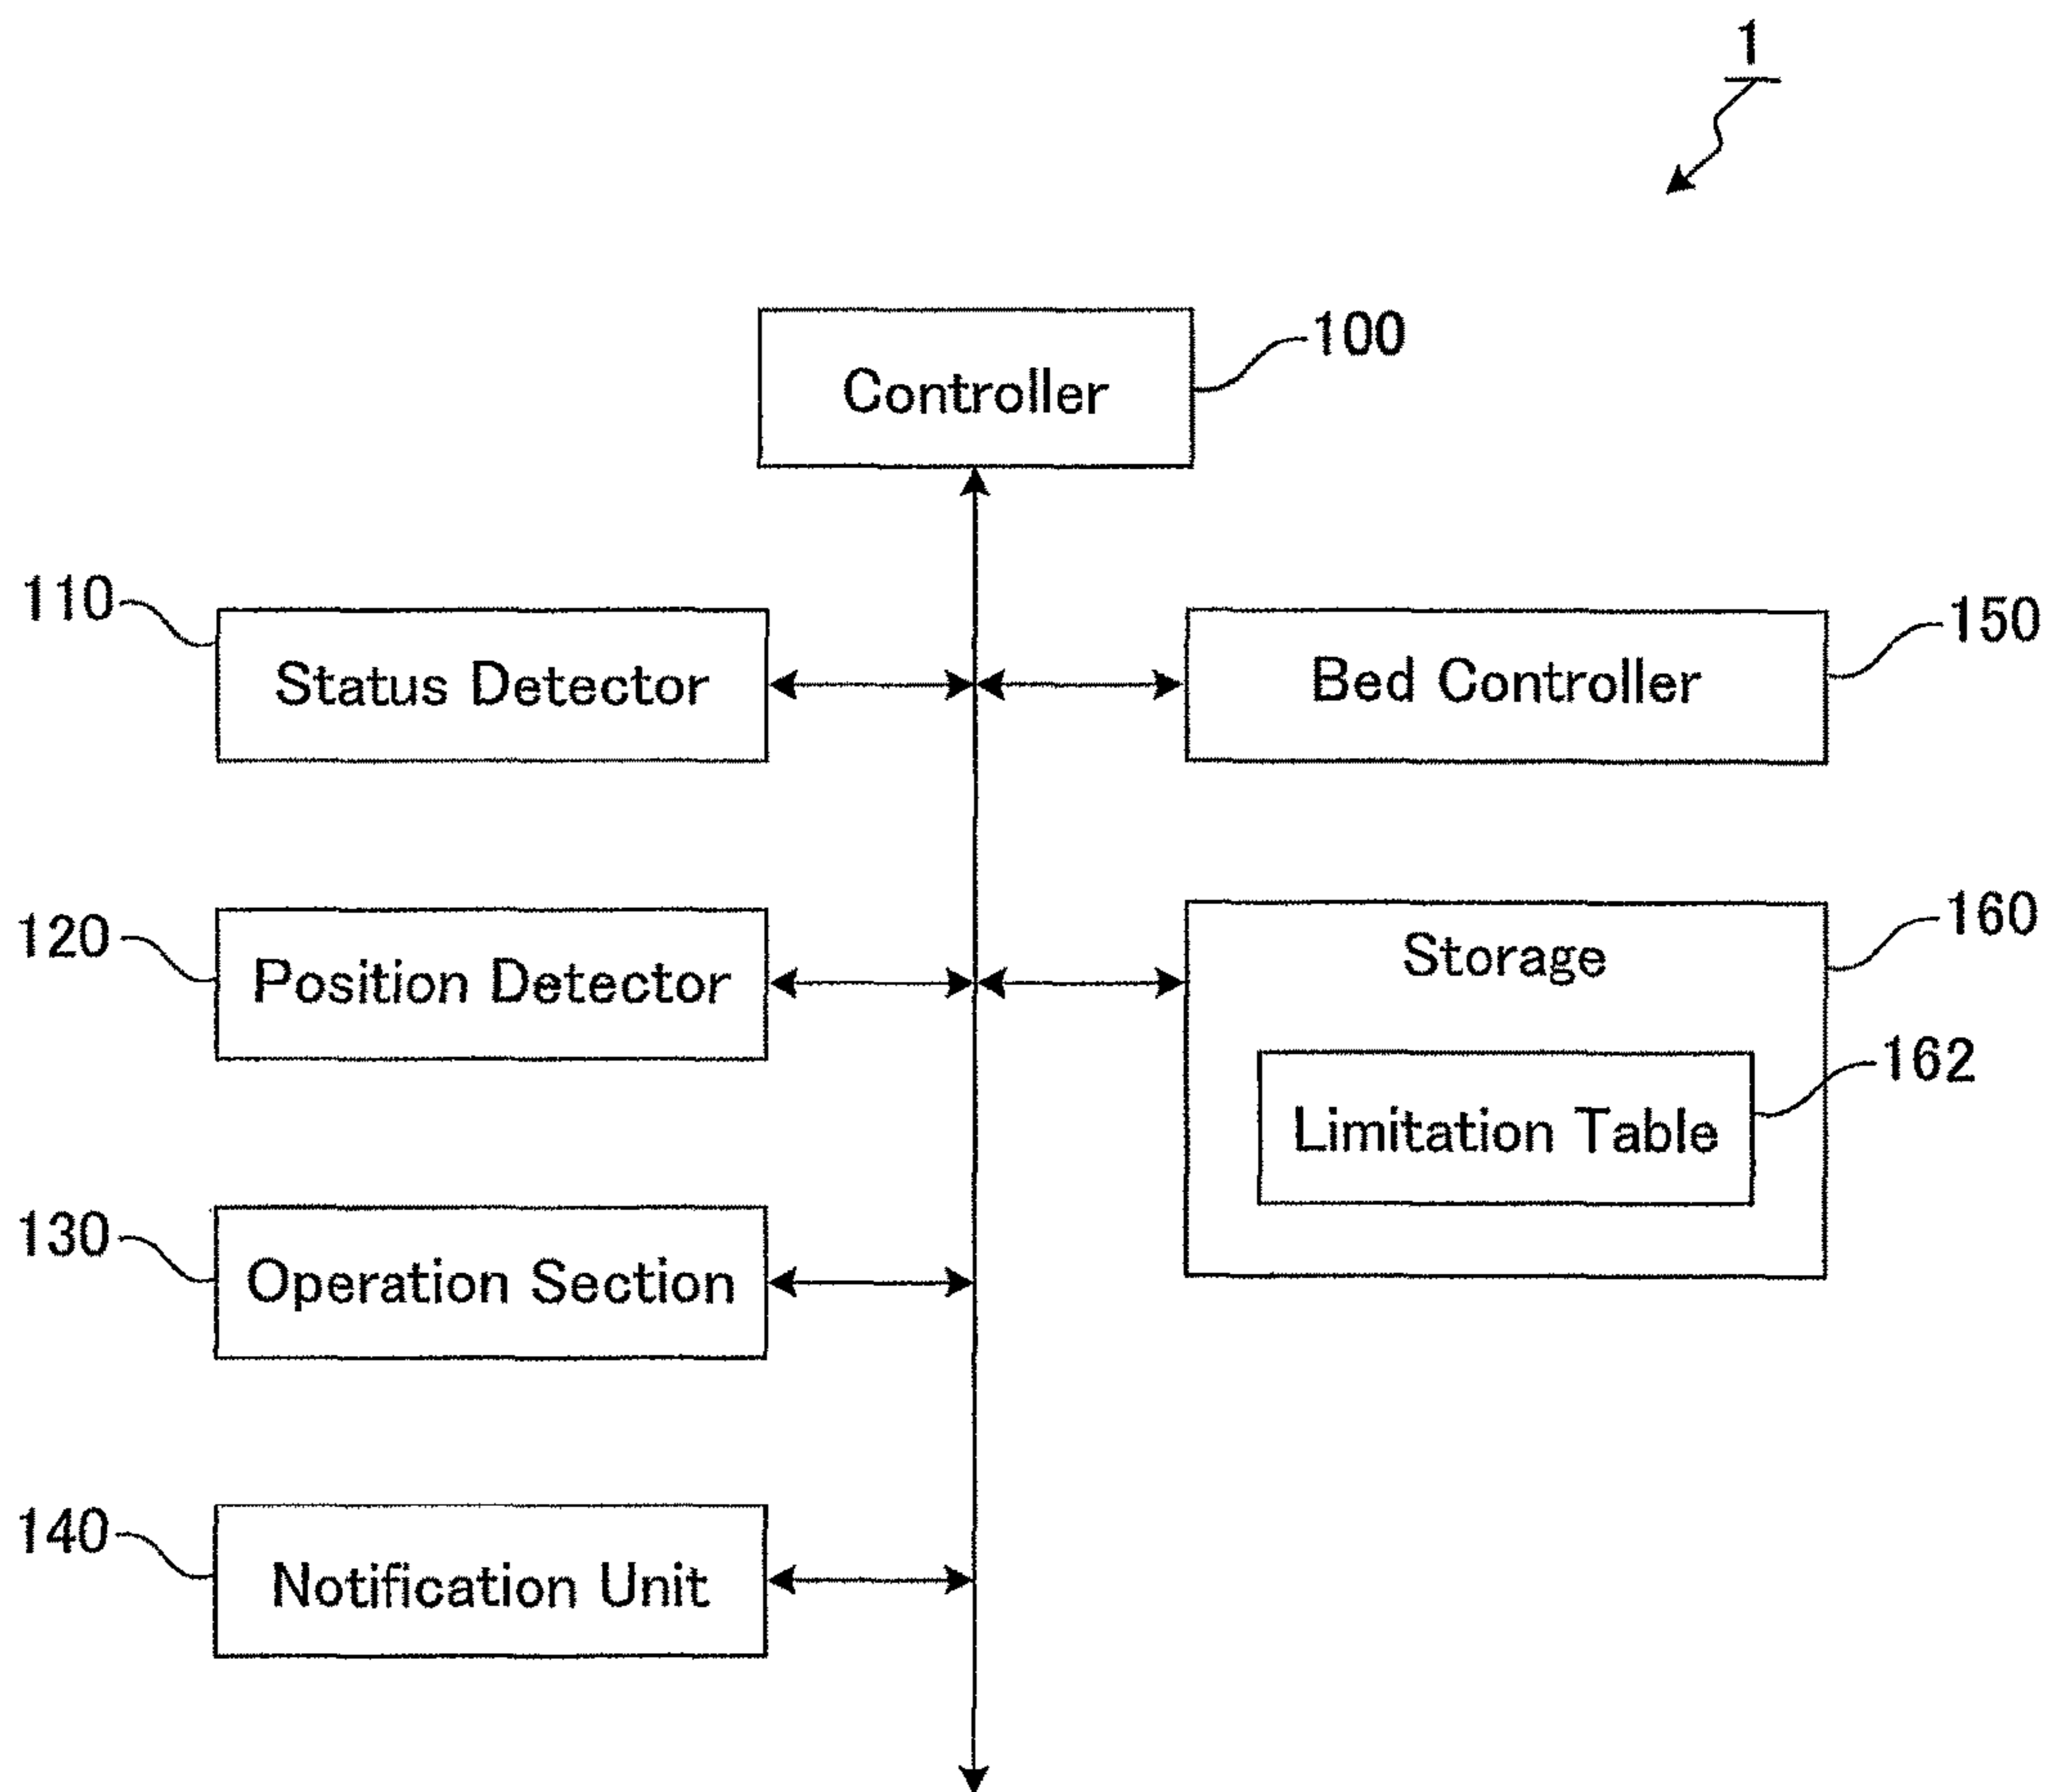 1
Controller
100
110
Status Detector
Bed Controller
150
120
Position Detector
Storage
160
Limitation Table
162
130
Operation Section
140
Notification Unit